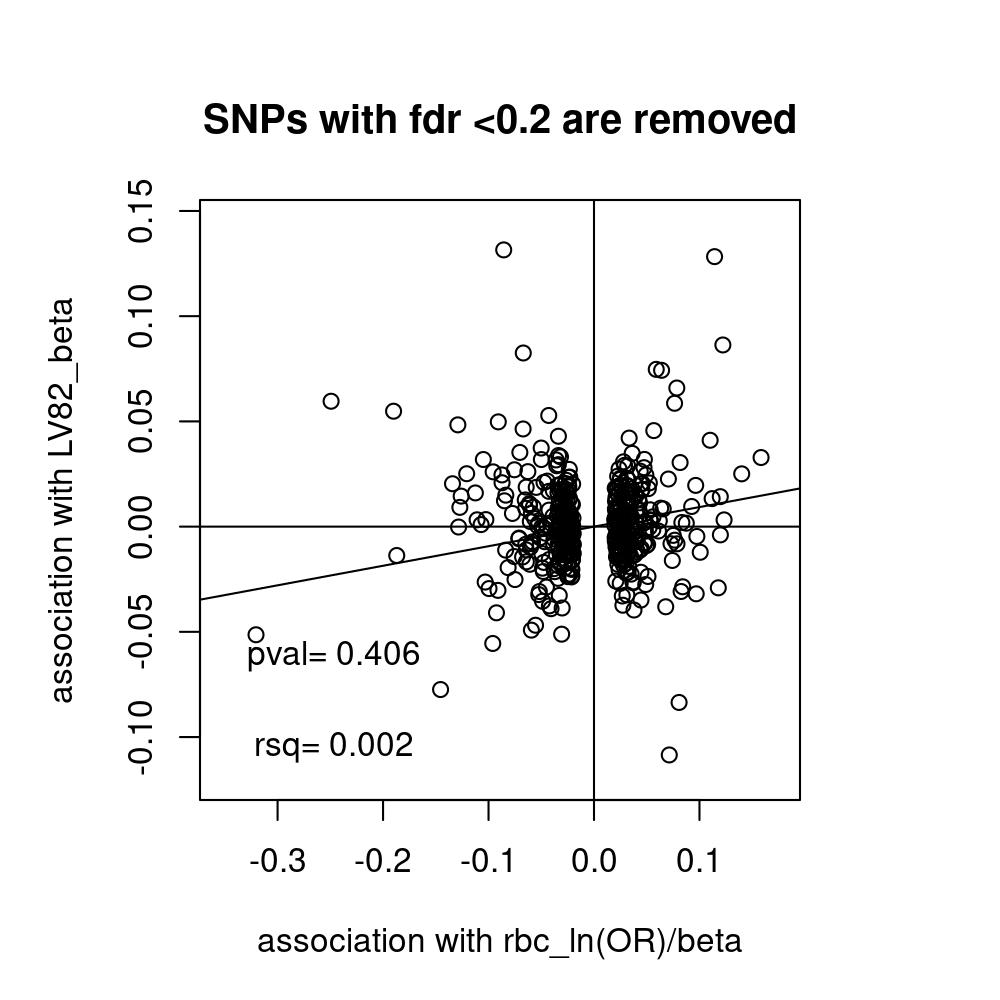 SNPs with fdr <0.2 are removed
association with LV82_beta
0.15
0.10
0.05
0.00
-0.05
-0.10
pval= 0.406
rsq= 0.002
-0.3 -0.2 -0.1 0.0 0.1
association with rbc_ln(OR)/beta